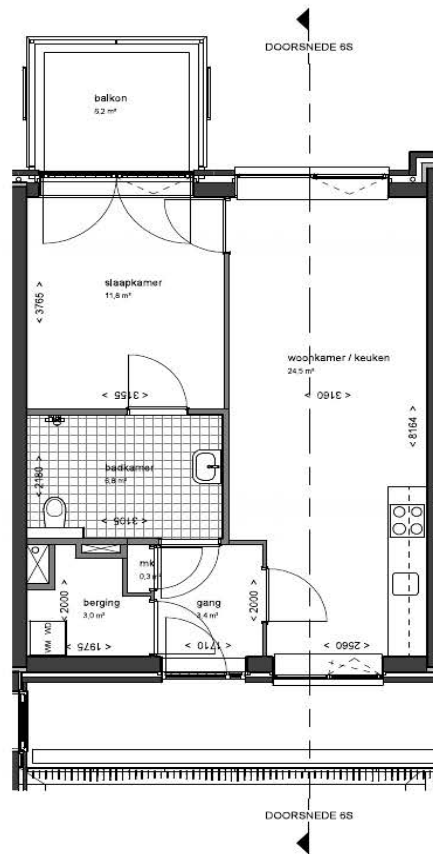 DOORSNEDE 6S
balkon
6.2 m²
slaapkamer
11,8 m²
< 3765 >
woonkamer / keuken
24.5 m²
< 3155 >
< 3160 >
< 8164 >
badkamer
6,8 m²
< 2180 >
< 3105 >
mk
0,3 m²
berging
3,0 m²
< 2000 >
gang
3.4 m²
< 2000 >
WM WD
< 1975 >
< 1710 >
< 2560 >
DOORSNEDE 6S